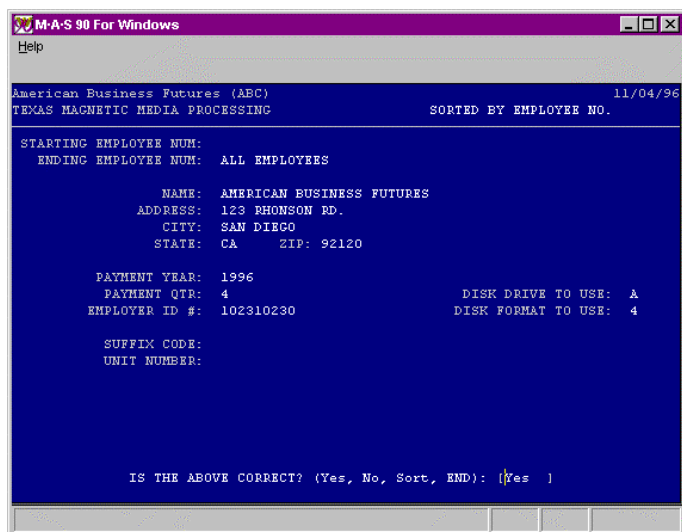 M·A·S 90 For Windows
Help
American Business Futures (ABC) 11/04/96
TEXAS MAGNETIC MEDIA PROCESSING SORTED BY EMPLOYEE NO.
STARTING EMPLOYEE NUM:
ENDING EMPLOYEE NUM: ALL EMPLOYEES
NAME: AMERICAN BUSINESS FUTURES
ADDRESS: 123 RHONSON RD.
CITY: SAN DIEGO
STATE: CA ZIP: 92120
PAYMENT YEAR: 1996
PAYMENT QTR: 4 DISK DRIVE TO USE: A
EMPLOYER ID #: 102310230 DISK FORMAT TO USE: 4
SUFFIX CODE:
UNIT NUMBER:
IS THE ABOVE CORRECT? (Yes, No, Sort, END): [Yes ]